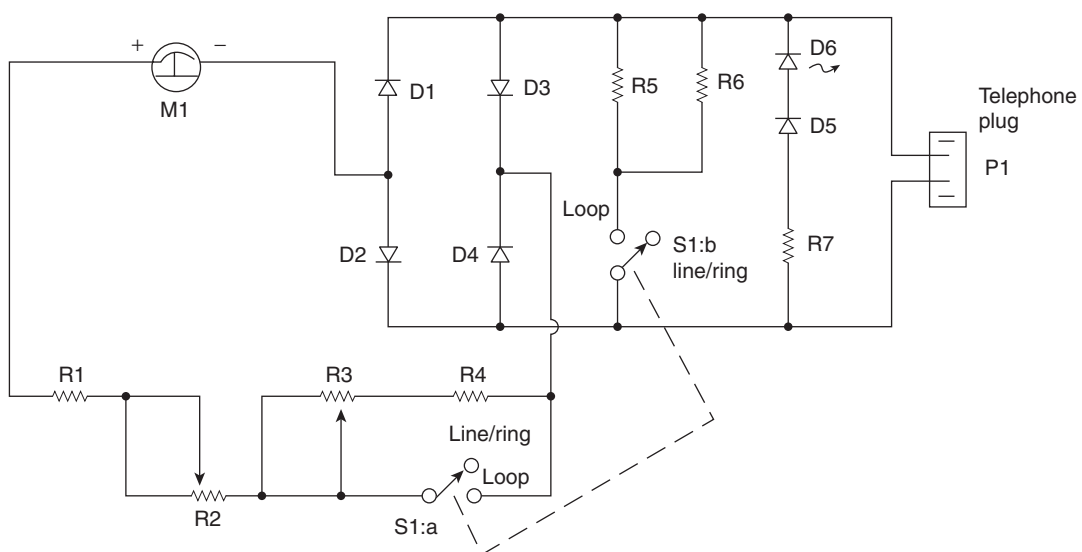 +
−
M1
D1
D3
D2
D4
R5
R6
D6
D5
R7
Telephone
plug
P1
Loop
S1:b
line/ring
R1
R2
R3
R4
Line/ring
Loop
S1:a